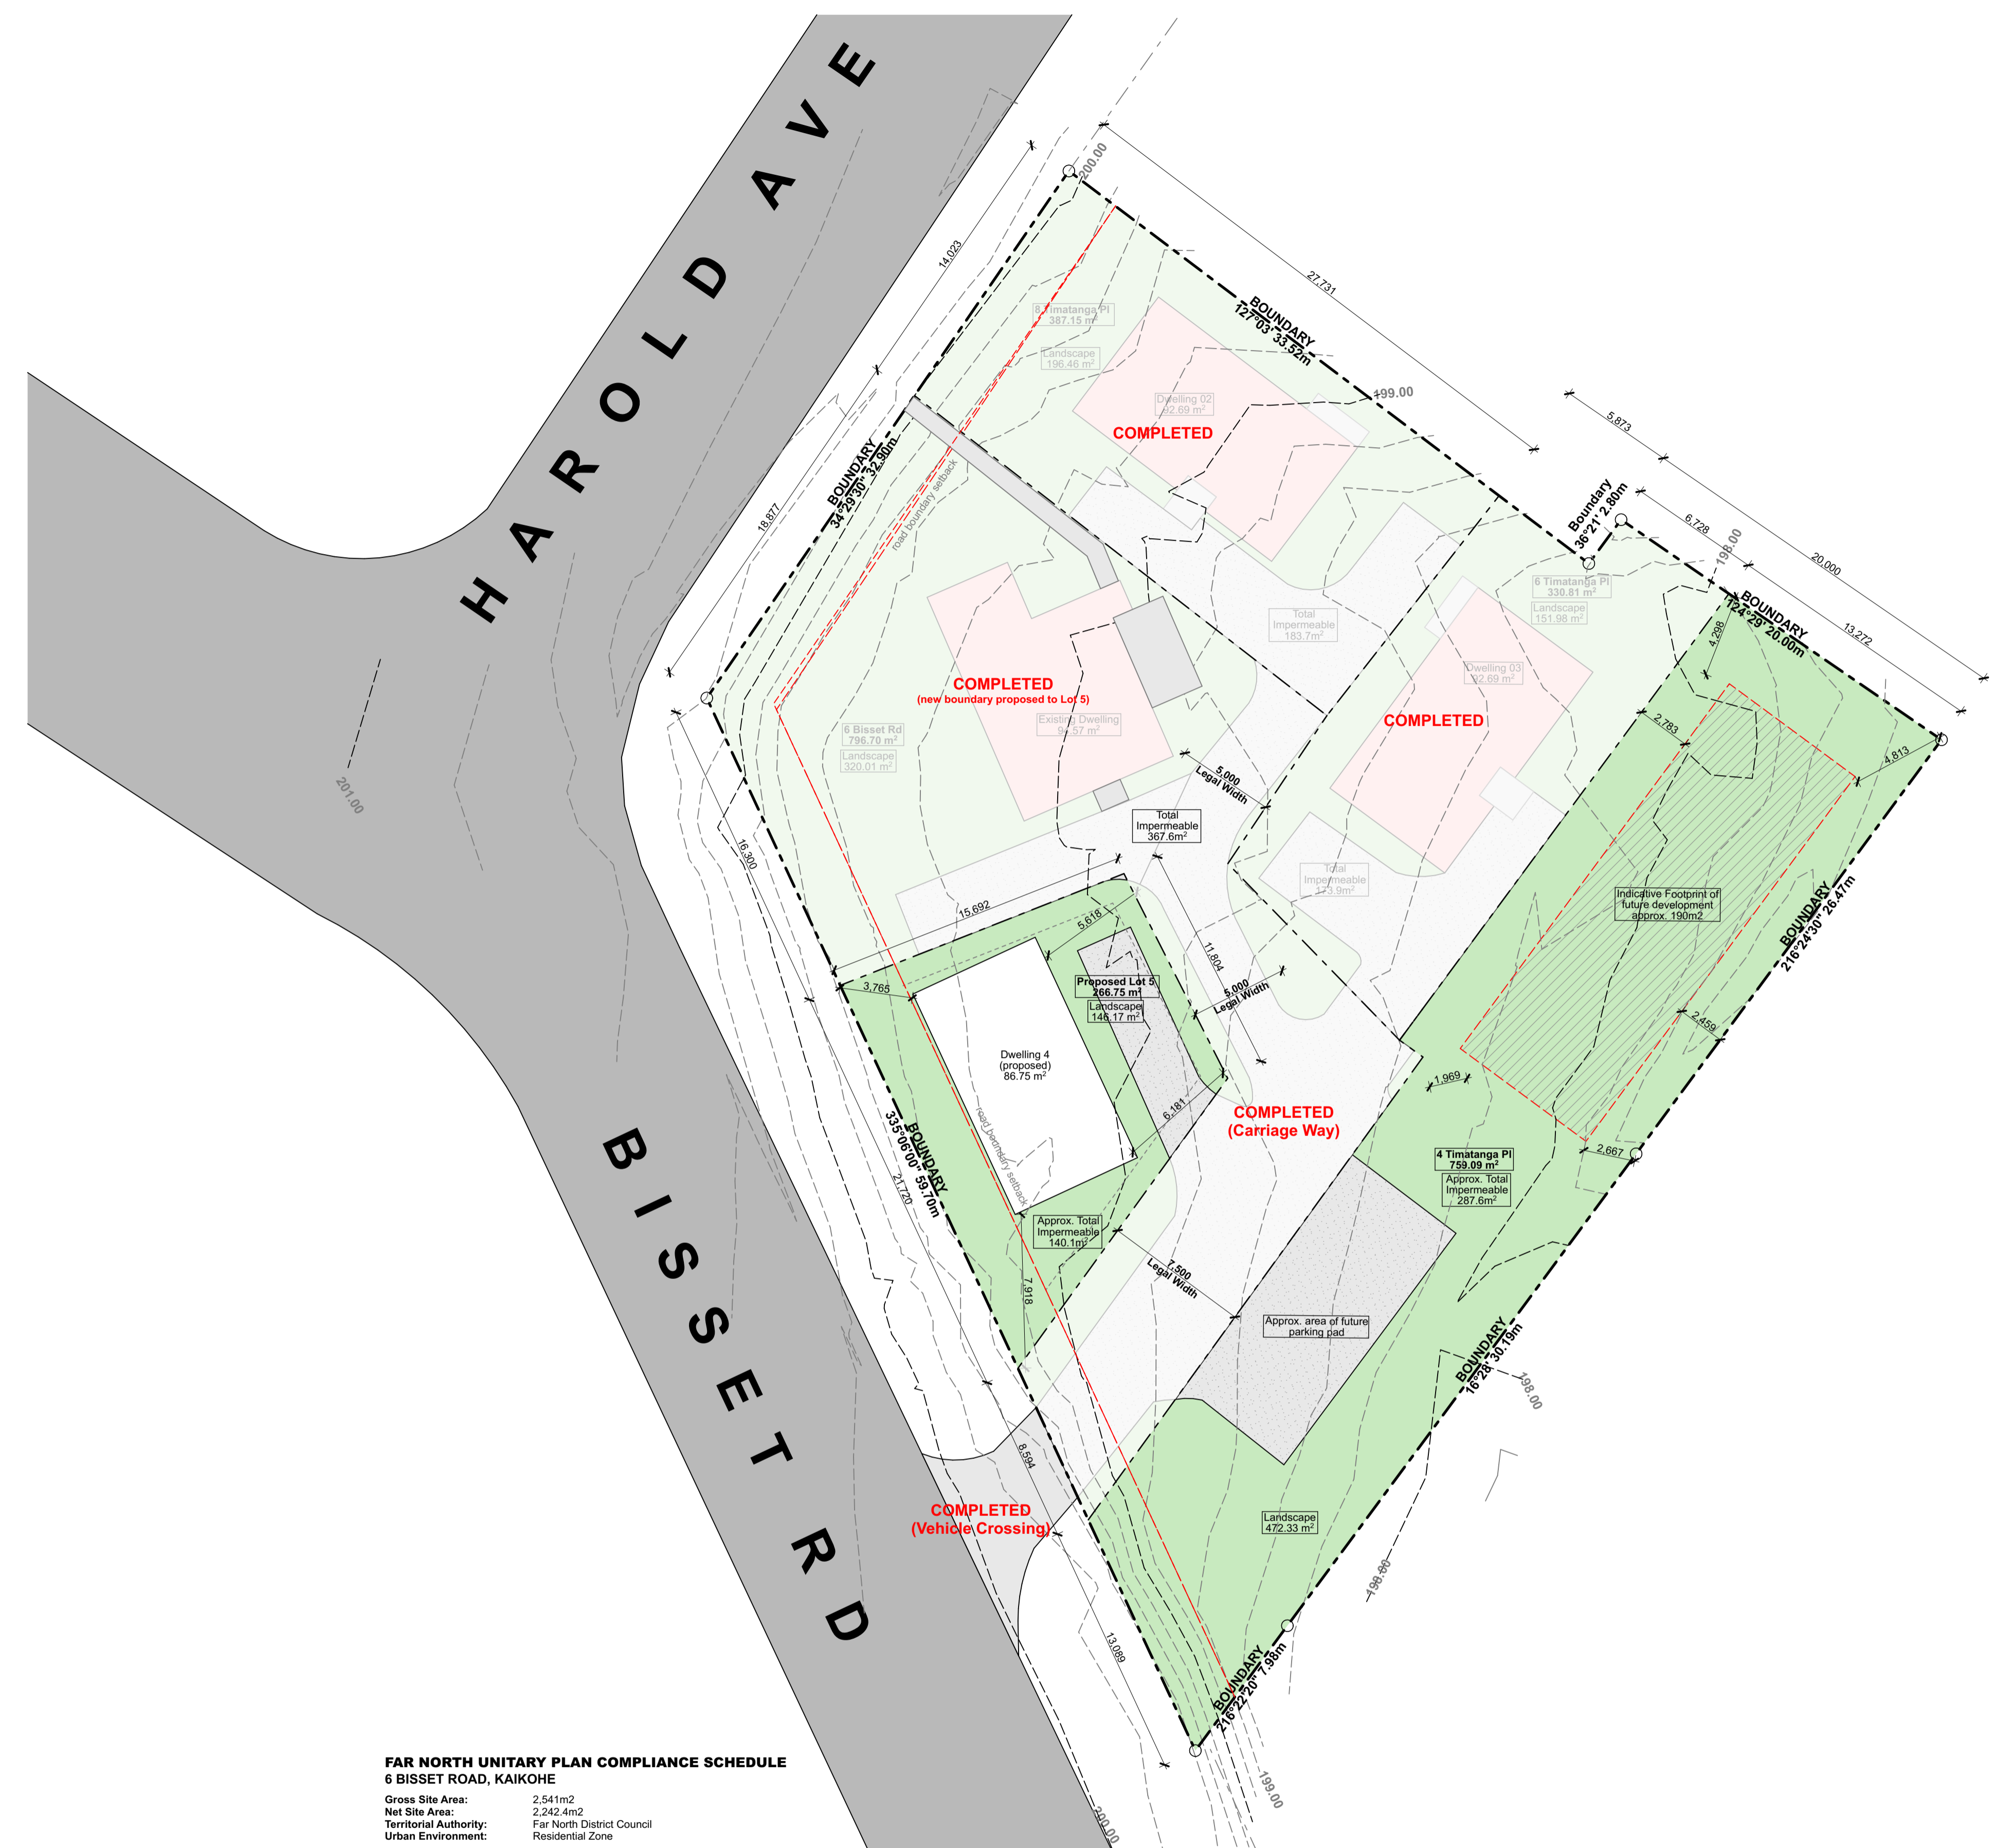 HAROLD AVE
BISSET RD
200.00
14,023
27,731
BOUNDARY
127°03' 33.52m
199.00
5,873
6,728
20,000
13,272
Boundary
36°21' 2.80m
198.00
BOUNDARY
124°29' 20.00m
8 Timatanga Pl
387.15 m²
Landscape
196.46 m²
Dwelling 02
92.69 m²
COMPLETED
BOUNDARY
34°29'30" 32.90m
18,877
road boundary setback
6 Timatanga Pl
330.81 m²
Landscape
151.98 m²
4,298
Total
Impermeable
183.7m²
Dwelling 03
92.69 m²
COMPLETED
2,783
4,813
COMPLETED
(new boundary proposed to Lot 5)
Existing Dwelling
6 Bisset Rd
796.70 m²
Landscape
320.01 m²
201.00
5,000
Legal Width
Total
Impermeable
367.6m²
16,300
Total
Impermeable
173.9m²
Indicative Footprint of
future development
approx. 190m2
BOUNDARY
216°24'30" 26.47m
15,692
5,618
11,804
3,765
Proposed Lot 5
266.75 m²
Landscape
146.17 m²
5,000
Legal Width
2,459
Dwelling 4
(proposed)
86.75 m²
1,969
6,181
COMPLETED
(Carriage Way)
BOUNDARY
335°06'00" 59.70m
road boundary setback
21,720
4 Timatanga Pl
759.09 m²
Approx. Total
Impermeable
287.6m²
2,667
Approx. Total
Impermeable
140.1m²
7,918
7,500
Legal Width
Approx. area of future
parking pad
BOUNDARY
16°28' 30.19m
198.00
8,594
COMPLETED
(Vehicle Crossing)
Landscape
472.33 m²
198.00
13,089
BOUNDARY
216°22'20" 7.98m
199.00
200.00
FAR NORTH UNITARY PLAN COMPLIANCE SCHEDULE
6 BISSET ROAD, KAIKOHE
Gross Site Area: 2,541m2
Net Site Area: 2,242.4m2
Territorial Authority: Far North District Council
Urban Environment: Residential Zone